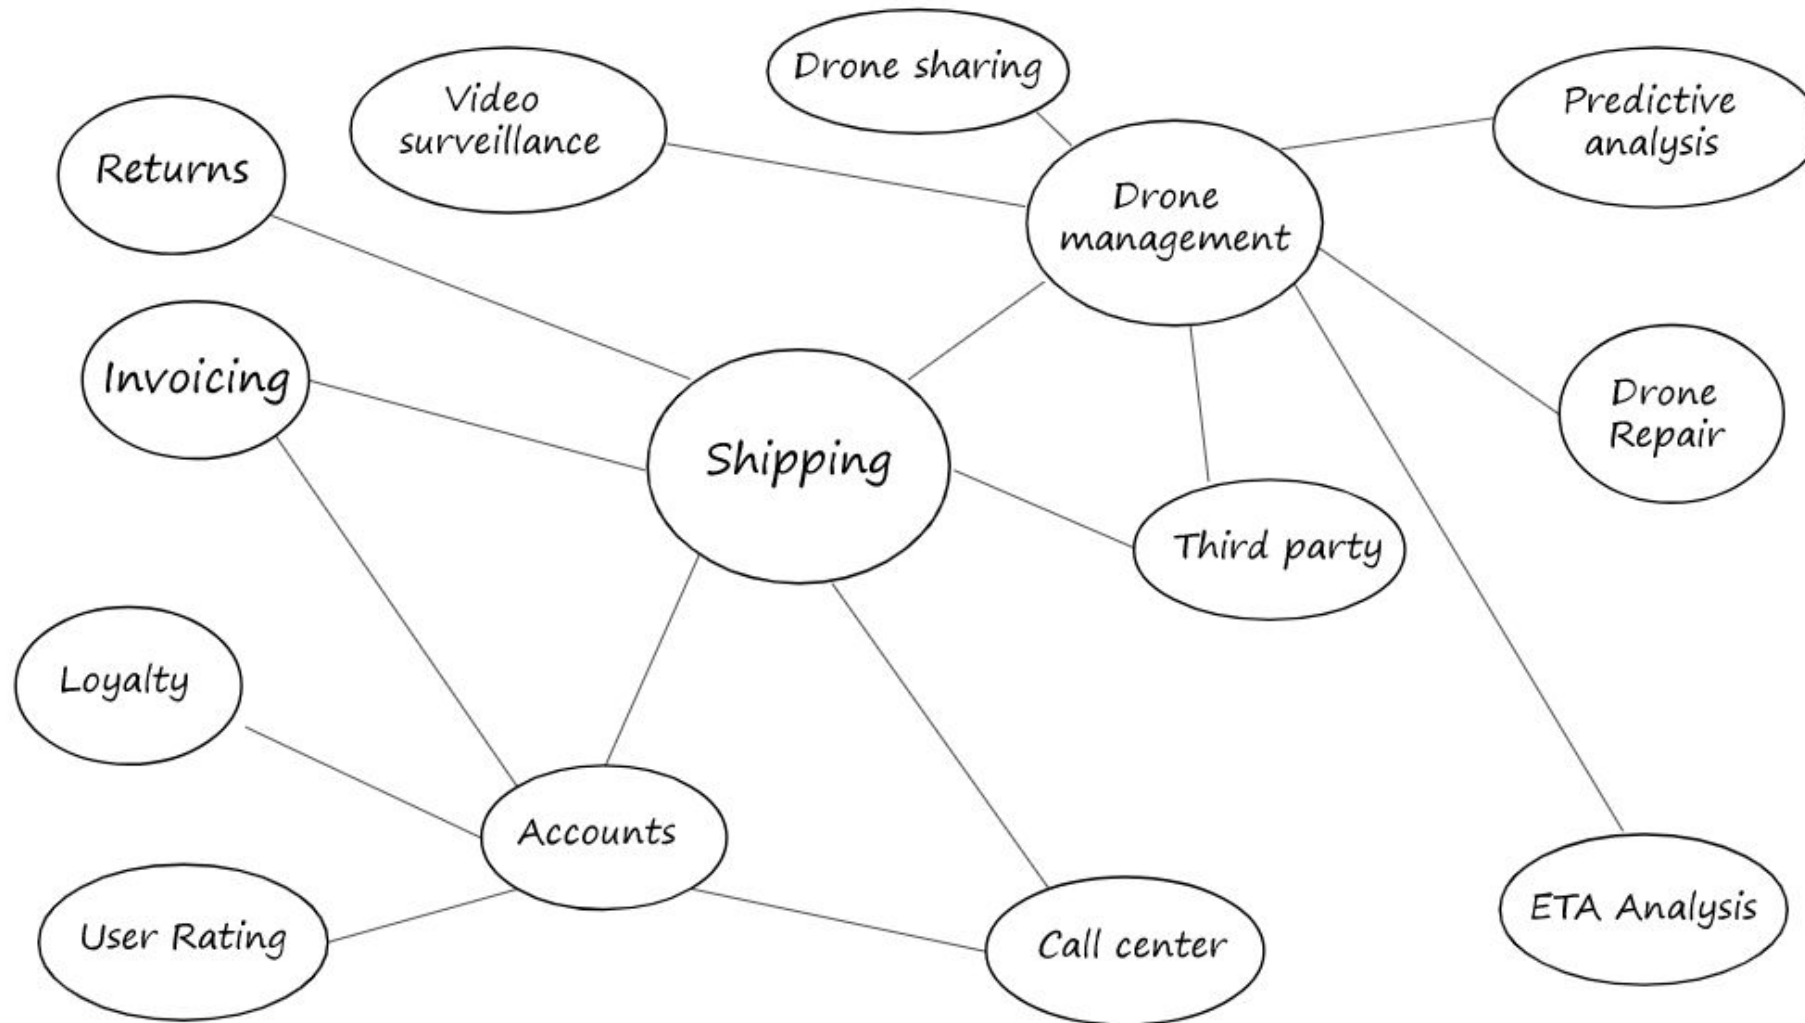 Drone sharing
Video
surveillance
Predictive
analysis
Returns
Drone
management
Invoicing
Drone
Repair
Shipping
Third party
Loyalty
Accounts
User Rating
Call center
ETA Analysis